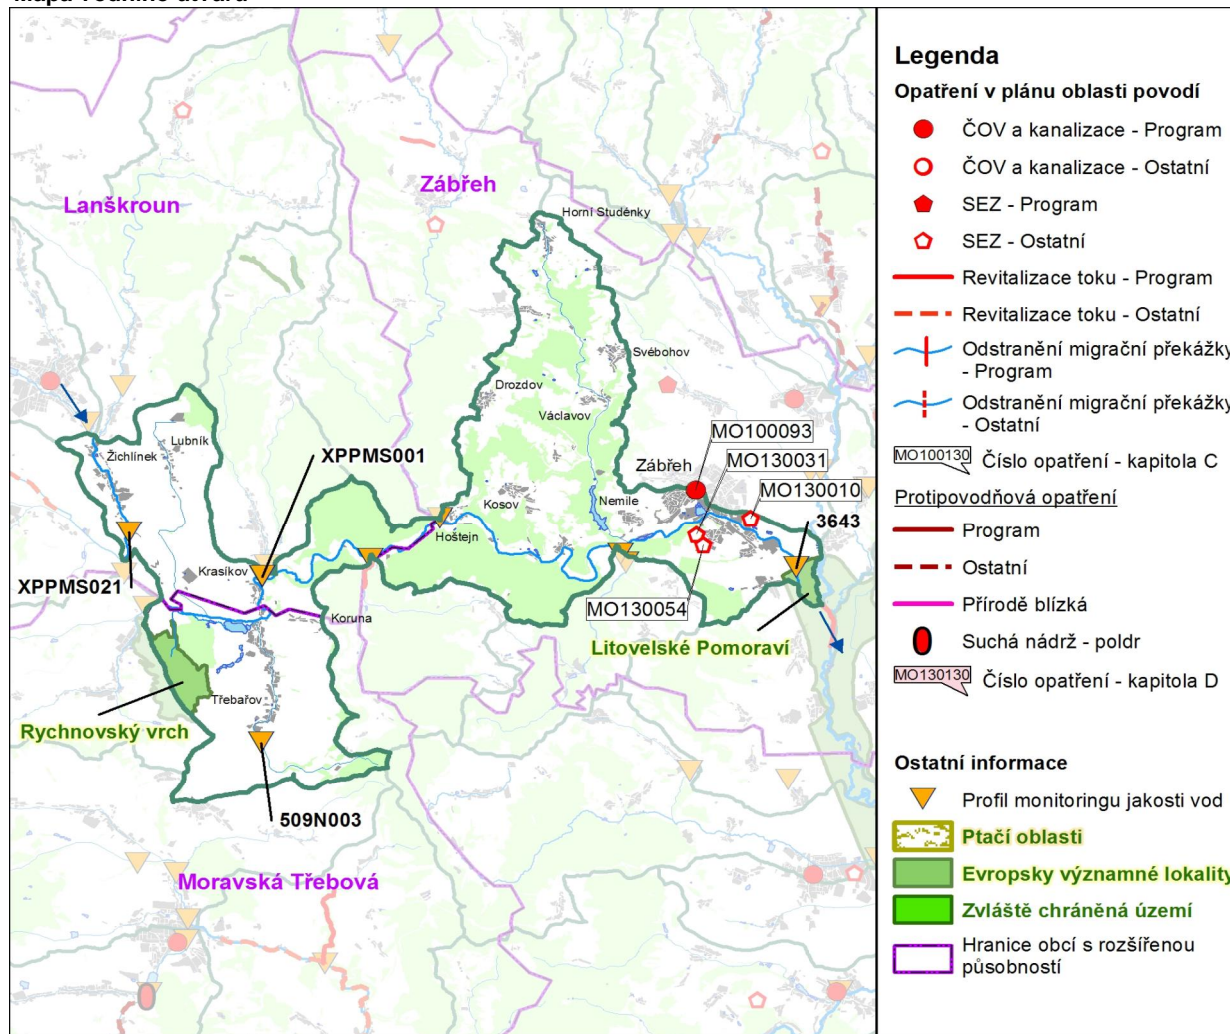 Mapa vodního útvaru
Lanškroun
Zábřeh
Horní Studénky
Svébohov
Drozdov
Václavov
Lubník
Žichlínek
XPPMS001
MO100093
Zábřeh
MO130031
MO130010
Kosov
Nemile
3643
Hoštejn
Krasíkov
XPPMS021
MO130054
Koruna
Litovelské Pomoraví
Třebařov
Rychnovský vrch
509N003
Moravská Třebová
Legenda
Opatření v plánu oblasti povodí
ČOV a kanalizace - Program
ČOV a kanalizace - Ostatní
SEZ - Program
SEZ - Ostatní
Revitalizace toku - Program
Revitalizace toku - Ostatní
Odstranění migrační překážky
- Program
Odstranění migrační překážky
- Ostatní
MO100130 Číslo opatření - kapitola C
Protipovodňová opatření
Program
Ostatní
Přírodě blízká
Suchá nádrž - poldr
MO130130 Číslo opatření - kapitola D
Ostatní informace
Profil monitoringu jakosti vod
Ptačí oblasti
Evropsky významné lokality
Zvláště chráněná území
Hranice obcí s rozšířenou
působností